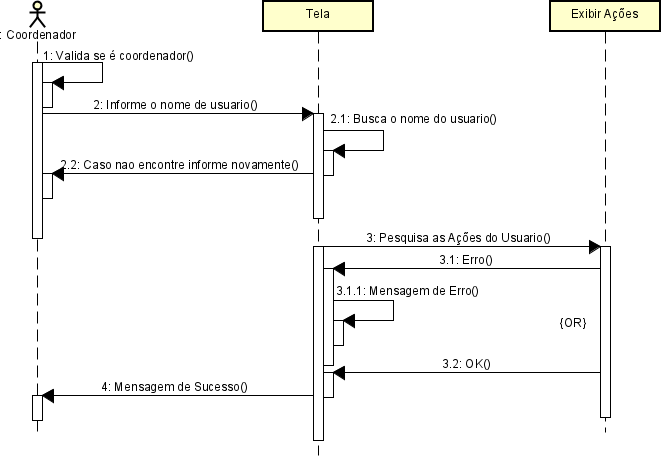 : Coordenador
Tela
Exibir Ações
1: Valida se é coordenador()
2: Informe o nome de usuario()
2.1: Busca o nome do usuario()
2.2: Caso nao encontre informe novamente()
3: Pesquisa as Ações do Usuario()
3.1: Erro()
3.1.1: Mensagem de Erro()
{OR}
3.2: OK()
4: Mensagem de Sucesso()